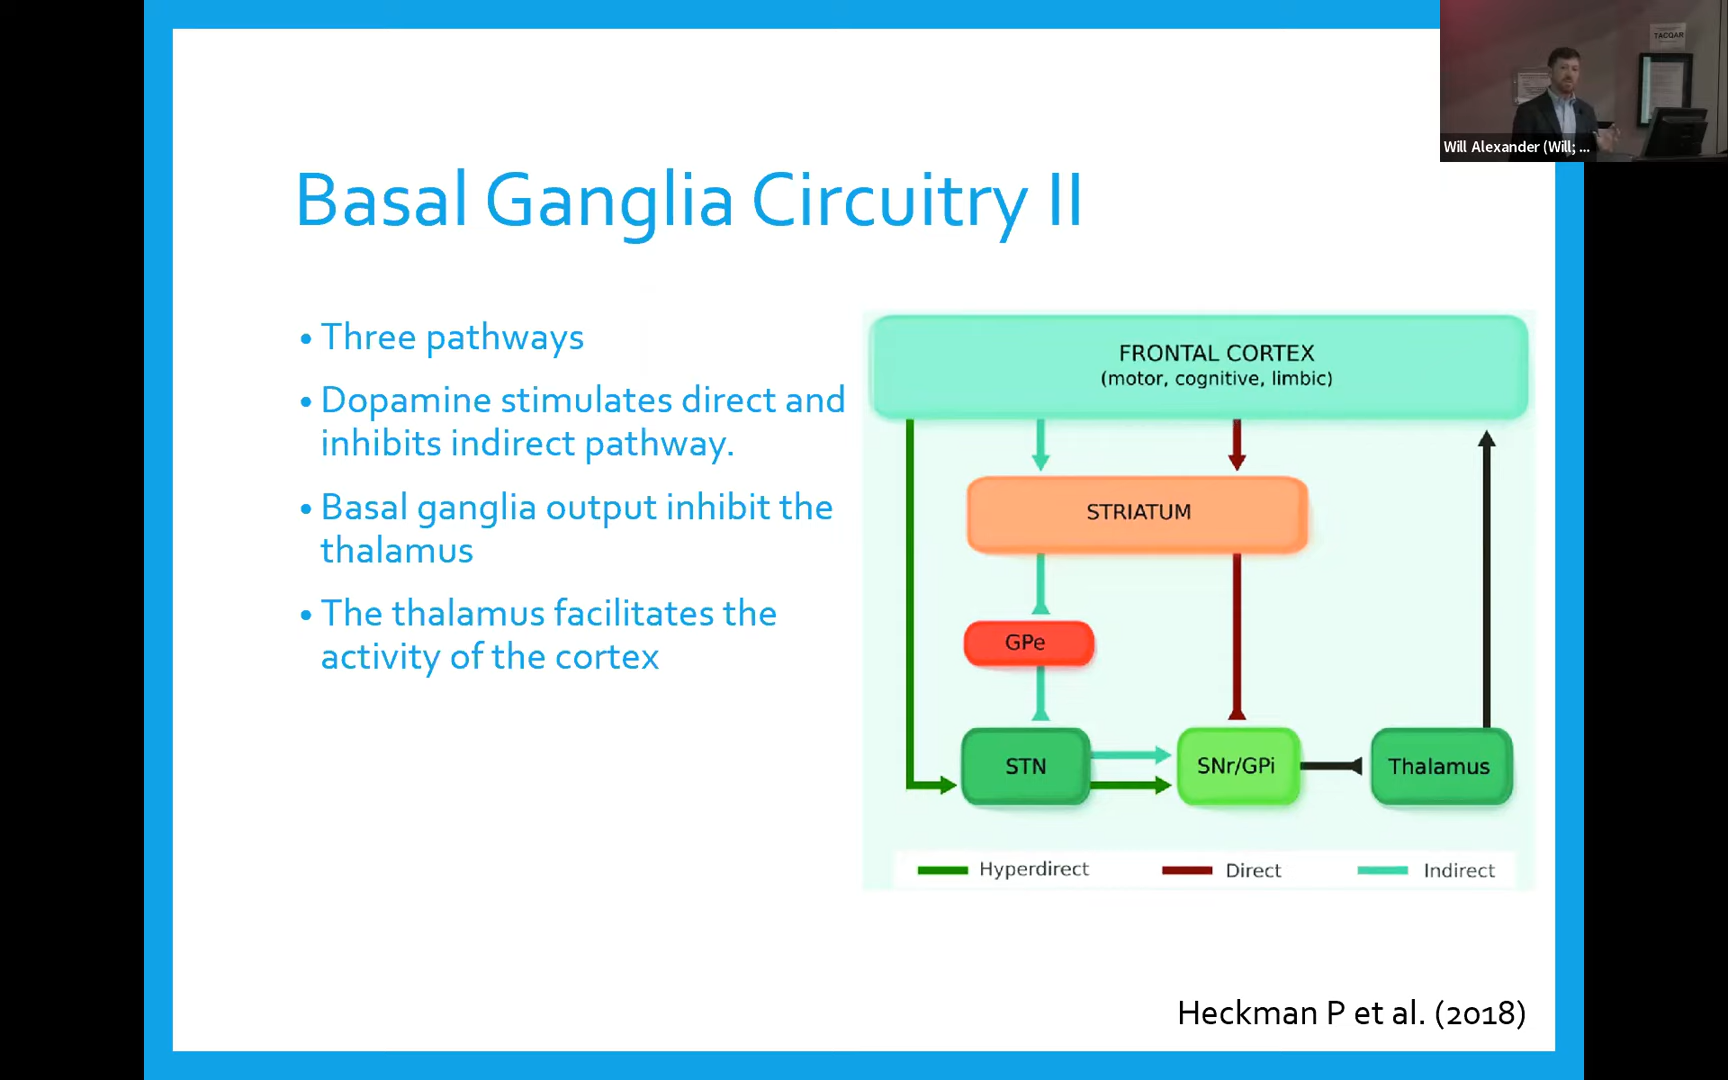 TACQAR
Will Alexander (Will; ...
Basal Ganglia Circuitry II
• Three pathways
• Dopamine stimulates direct and
inhibits indirect pathway.
• Basal ganglia output inhibit the
thalamus
• The thalamus facilitates the
activity of the cortex
FRONTAL CORTEX
(motor, cognitive, limbic)
STRIATUM
GPe
STN
SNr/GPi
Thalamus
Hyperdirect
Direct
Indirect
Heckman P et al. (2018)